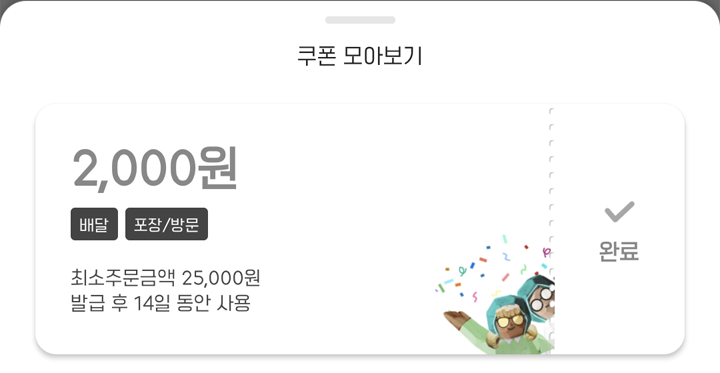 쿠폰 모아보기
2,000원
배달 포장/방문
최소주문금액 25,000원
발급 후 14일 동안 사용
완료